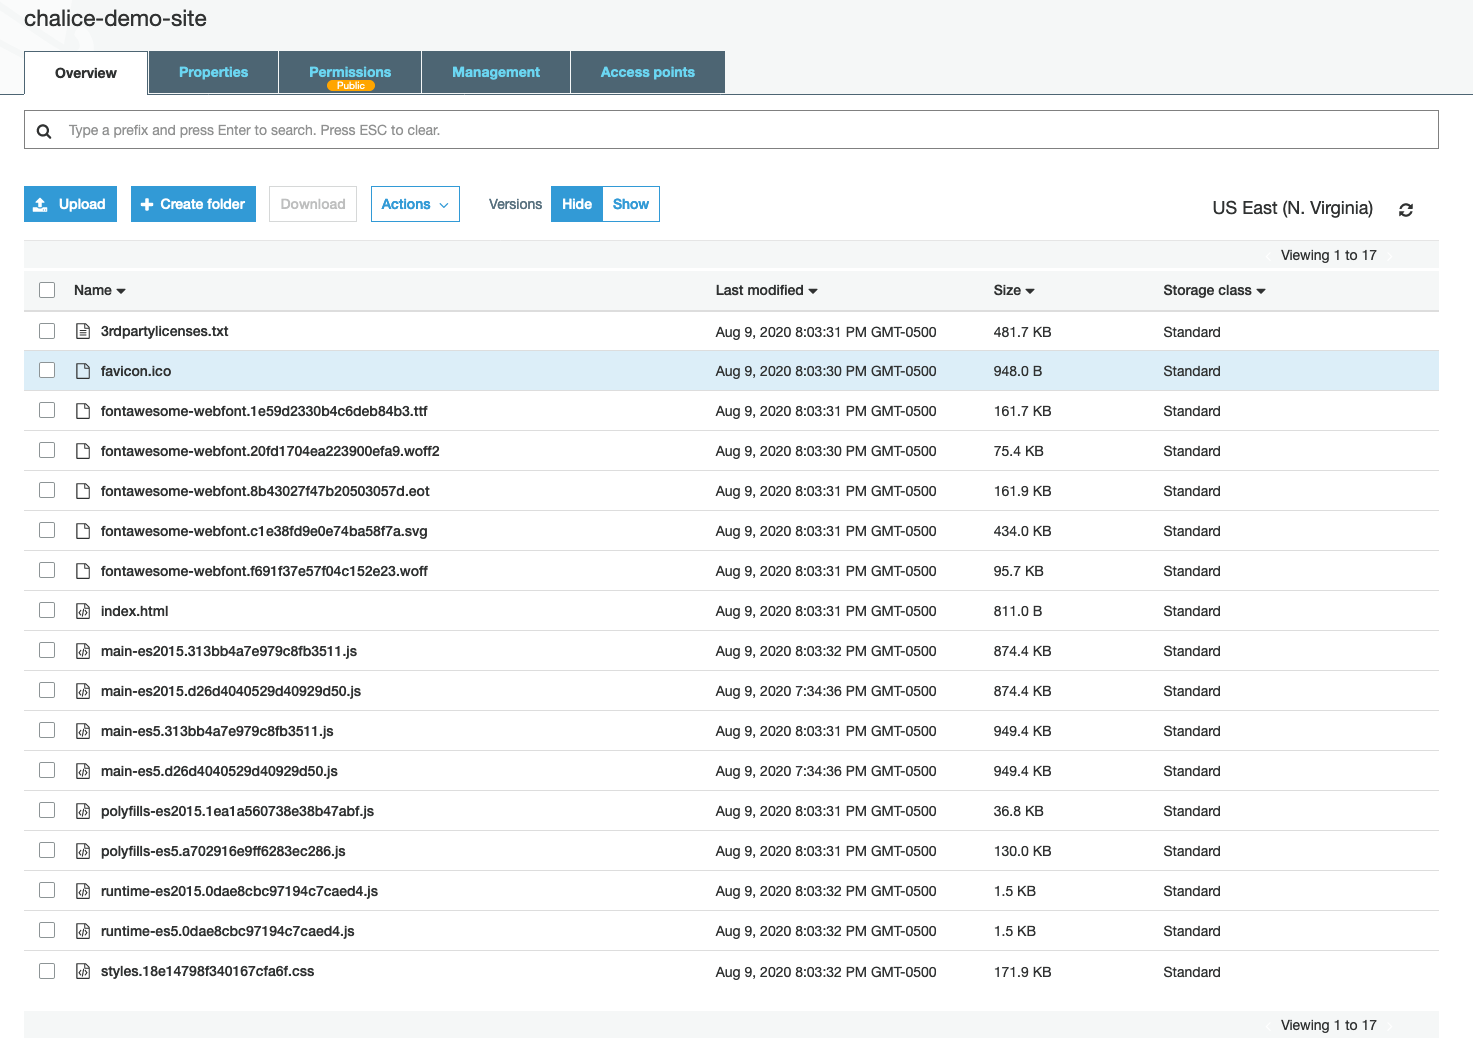 chalice-demo-site
Overview Properties Permissions Management Access points
Public
Type a prefix and press Enter to search. Press ESC to clear.
Upload Create folder Download Actions Versions Hide Show US East (N. Virginia)
Viewing 1 to 17
Name Last modified Size Storage class
3rdpartylicenses.txt Aug 9, 2020 8:03:31 PM GMT-0500 481.7 KB Standard
favicon.ico Aug 9, 2020 8:03:30 PM GMT-0500 948.0 B Standard
fontawesome-webfont.1e59d2330b4c6deb84b3.ttf Aug 9, 2020 8:03:31 PM GMT-0500 161.7 KB Standard
fontawesome-webfont.20fd1704ea223900efa9.woff2 Aug 9, 2020 8:03:30 PM GMT-0500 75.4 KB Standard
fontawesome-webfont.8b43027f47b20503057d.eot Aug 9, 2020 8:03:31 PM GMT-0500 161.9 KB Standard
fontawesome-webfont.c1e38fd9e0e74ba58f7a.svg Aug 9, 2020 8:03:31 PM GMT-0500 434.0 KB Standard
fontawesome-webfont.f691f37e57f04c152e23.woff Aug 9, 2020 8:03:31 PM GMT-0500 95.7 KB Standard
index.html Aug 9, 2020 8:03:31 PM GMT-0500 811.0 B Standard
main-es2015.313bb4a7e979c8fb3511.js Aug 9, 2020 8:03:32 PM GMT-0500 874.4 KB Standard
main-es2015.d26d4040529d40929d50.js Aug 9, 2020 7:34:36 PM GMT-0500 874.4 KB Standard
main-es5.313bb4a7e979c8fb3511.js Aug 9, 2020 8:03:31 PM GMT-0500 949.4 KB Standard
main-es5.d26d4040529d40929d50.js Aug 9, 2020 7:34:36 PM GMT-0500 949.4 KB Standard
polyfills-es2015.1ea1a560738e38b47abf.js Aug 9, 2020 8:03:31 PM GMT-0500 36.8 KB Standard
polyfills-es5.a702916e9ff6283ec286.js Aug 9, 2020 8:03:31 PM GMT-0500 130.0 KB Standard
runtime-es2015.0dae8cbc97194c7caed4.js Aug 9, 2020 8:03:32 PM GMT-0500 1.5 KB Standard
runtime-es5.0dae8cbc97194c7caed4.js Aug 9, 2020 8:03:32 PM GMT-0500 1.5 KB Standard
styles.18e14798f340167cfa6f.css Aug 9, 2020 8:03:32 PM GMT-0500 171.9 KB Standard
Viewing 1 to 17